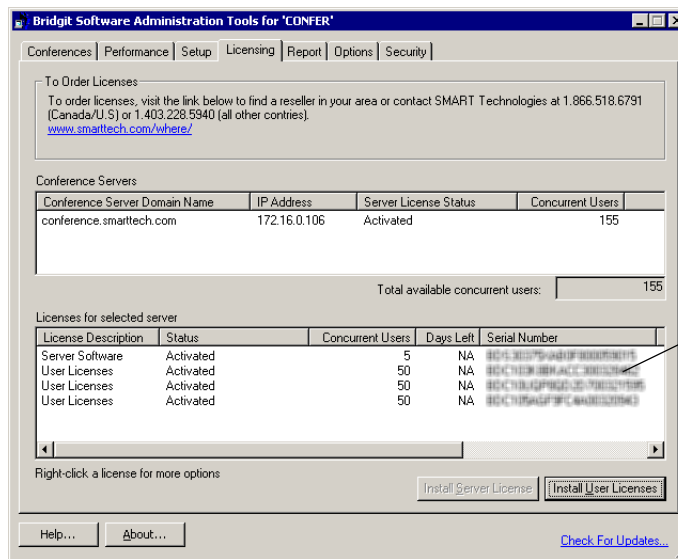 Bridgit Software Administration Tools for 'CONFER'
Conferences Performance Setup Licensing Report Options Security
To Order Licenses
To order licenses, visit the link below to find a reseller in your area or contact SMART Technologies at 1.866.518.6791
(Canada/U.S) or 1.403.228.5940 (all other contries).
www.smarttech.com/where/
Conference Servers
Conference Server Domain Name IP Address Server License Status Concurrent Users
conference.smarttech.com 172.16.0.106 Activated 155
Total available concurrent users: 155
Licenses for selected server
License Description Status Concurrent Users Days Left Serial Number
Server Software Activated 5 NA
User Licenses Activated 50 NA
User Licenses Activated 50 NA
User Licenses Activated 50 NA
Right-click a license for more options
Install Server License Install User Licenses
Help... About...
Check For Updates...